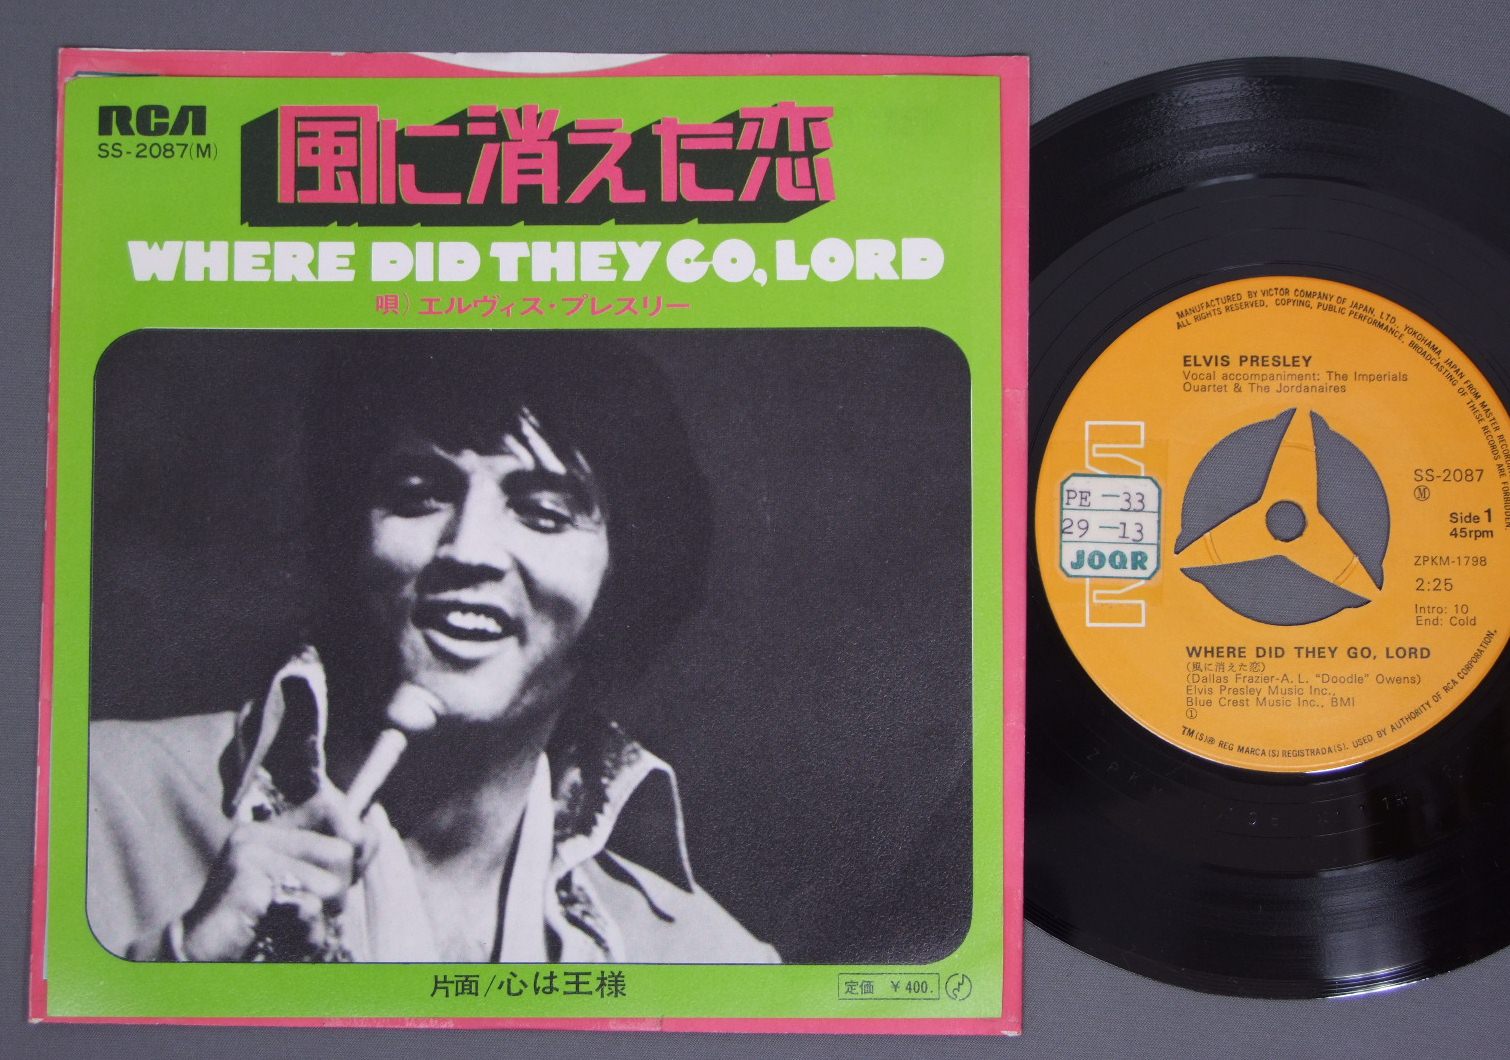 RCA
SS-2087(M)
風に消えた恋
WHERE DID THEY GO, LORD
唄）エルヴィス・プレスリー
片面/心は王様
定価 ￥400.
MANUFACTURED BY VICTOR COMPANY OF JAPAN, LTD., YOKOHAMA, JAPAN FROM MASTER RECORDING
ALL RIGHTS RESERVED, COPYING, PUBLIC PERFORMANCE, BROADCASTING OF THESE RECORDS ARE FORBIDDEN
ELVIS PRESLEY
Vocal accompaniment: The Imperials
Quartet & The Jordanaires
PE -33
29 -13
JOQR
SS-2087
Ⓜ
Side 1
45rpm
ZPKM-1798
2:25
Intro: 10
End: Cold
WHERE DID THEY GO, LORD
(風に消えた恋)
(Dallas Frazier-A. L. "Doodle" Owens)
Elvis Presley Music Inc.,
Blue Crest Music Inc., BMI
①
TM(S)® REG MARCA(S) REGISTRADA(S). USED BY AUTHORITY OF RCA CORPORATION.